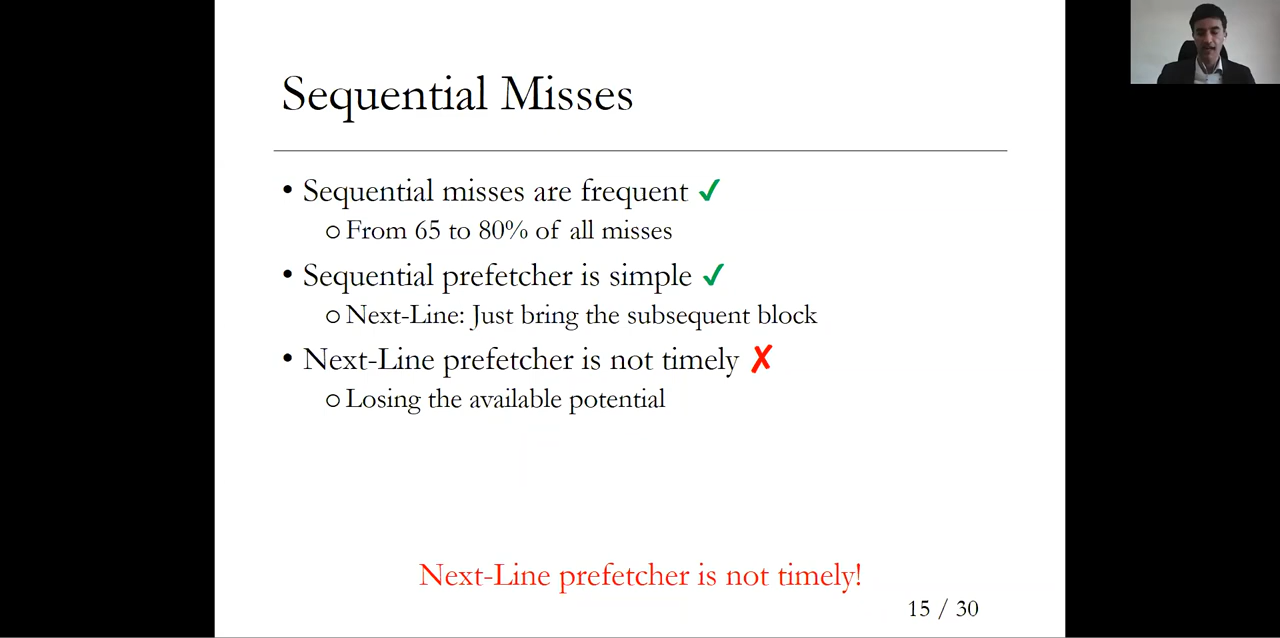 Sequential Misses
• Sequential misses are frequent ✓
o From 65 to 80% of all misses
• Sequential prefetcher is simple ✓
o Next-Line: Just bring the subsequent block
• Next-Line prefetcher is not timely ✗
o Losing the available potential
Next-Line prefetcher is not timely!
15 / 30